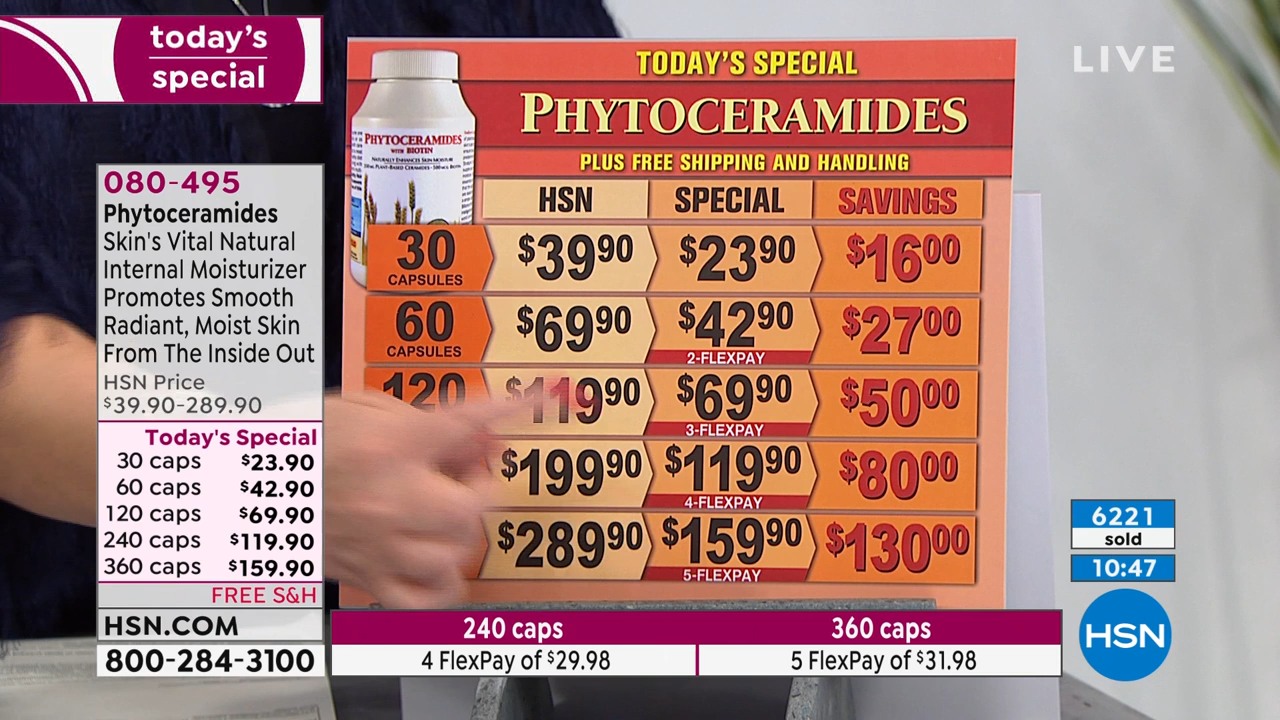 today's
special
080-495
Phytoceramides
Skin's Vital Natural
Internal Moisturizer
Promotes Smooth
Radiant, Moist Skin
From The Inside Out
HSN Price
$39.90-289.90
Today's Special
30 caps $23.90
60 caps $42.90
120 caps $69.90
240 caps $119.90
360 caps $159.90
FREE S&H
HSN.COM
800-284-3100
TODAY'S SPECIAL
PHYTOCERAMIDES
PLUS FREE SHIPPING AND HANDLING
PHYTOCERAMIDES
WITH BIOTIN
NATURALLY ENHANCES SKIN MOISTURE
HSN SPECIAL SAVINGS
30 CAPSULES $39.90 $23.90 $16.00
60 CAPSULES $69.90 $42.90 $27.00
2-FLEXPAY
120 $119.90 $69.90 $50.00
3-FLEXPAY
$199.90 $119.90 $80.00
4-FLEXPAY
$289.90 $159.90 $130.00
5-FLEXPAY
240 caps 360 caps
4 FlexPay of $29.98 5 FlexPay of $31.98
LIVE
6221
sold
10:47
HSN